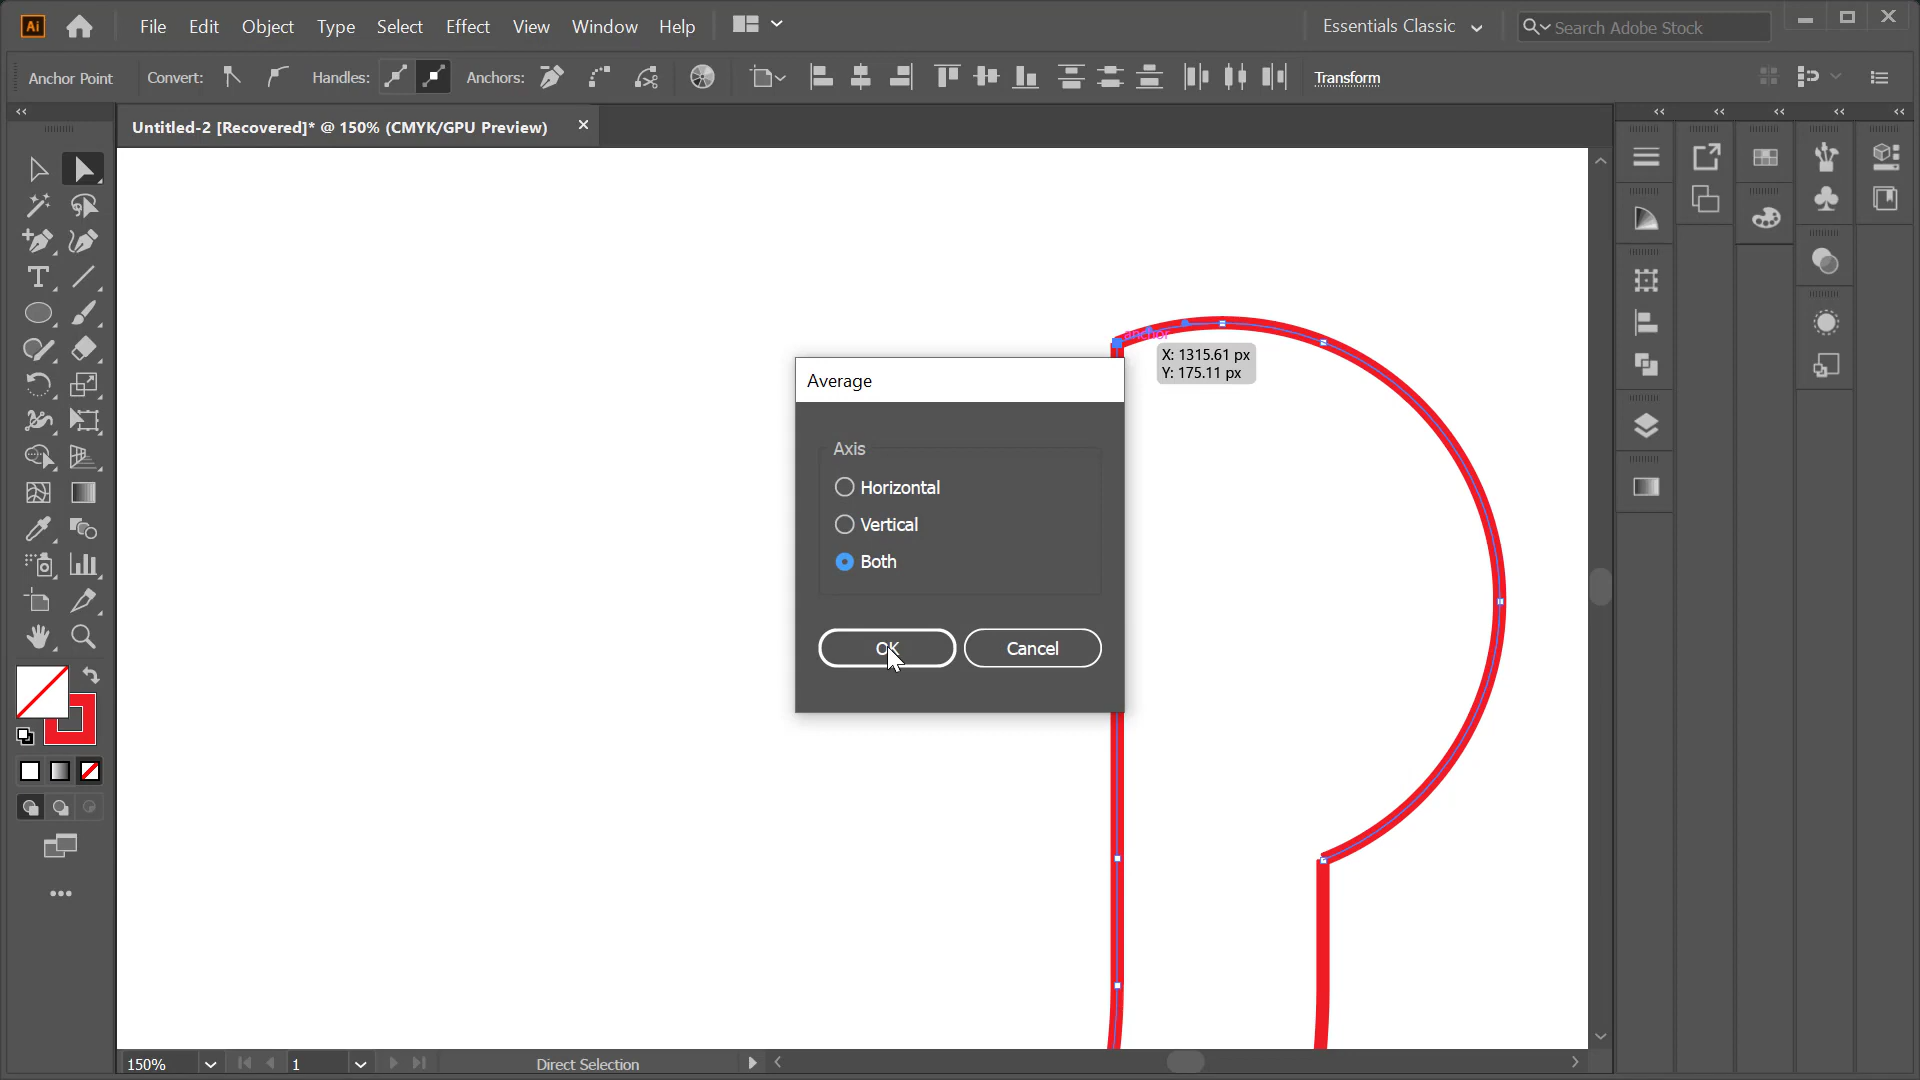 Ai File Edit Object Type Select Effect View Window Help Essentials Classic Search Adobe Stock
Anchor Point Convert: Handles: Anchors: Transform
Untitled-2 [Recovered]* @ 150% (CMYK/GPU Preview)
anchor
X: 1315.61 px
Y: 175.11 px
Average
Axis
Horizontal
Vertical
Both
OK Cancel
150% 1 Direct Selection